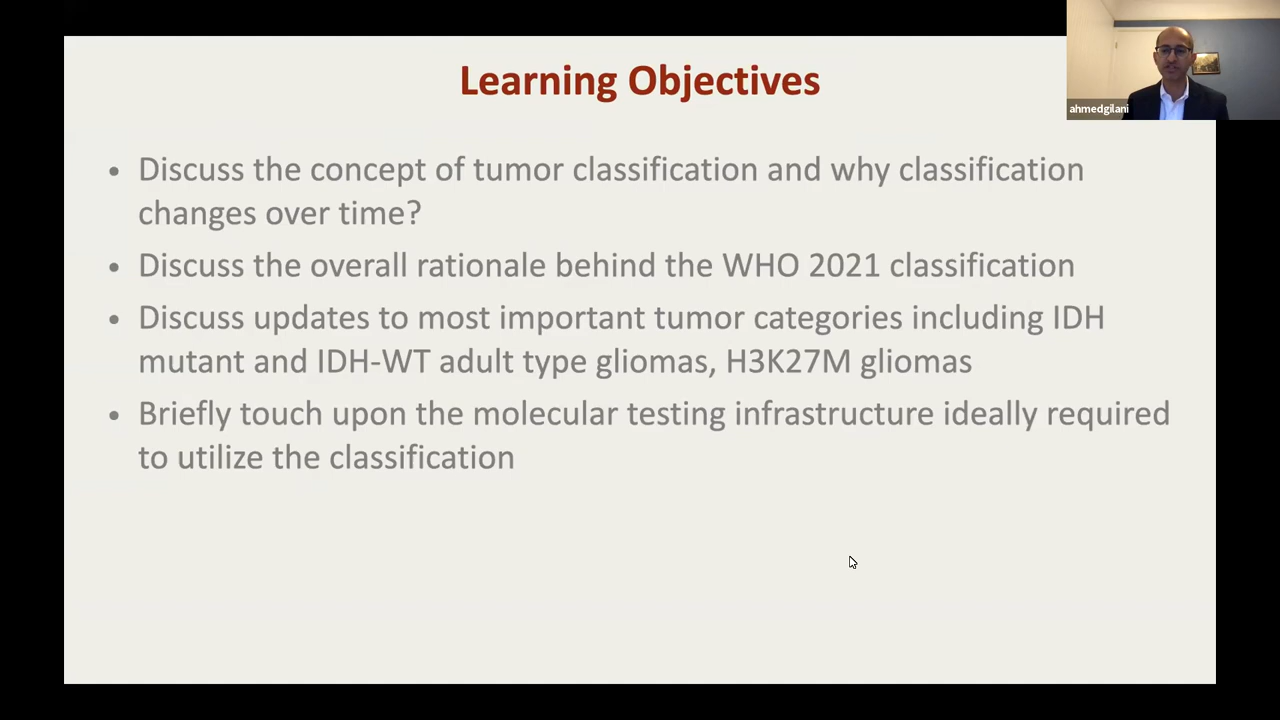 Learning Objectives
ahmedgilani
• Discuss the concept of tumor classification and why classification
changes over time?
• Discuss the overall rationale behind the WHO 2021 classification
• Discuss updates to most important tumor categories including IDH
mutant and IDH-WT adult type gliomas, H3K27M gliomas
• Briefly touch upon the molecular testing infrastructure ideally required
to utilize the classification